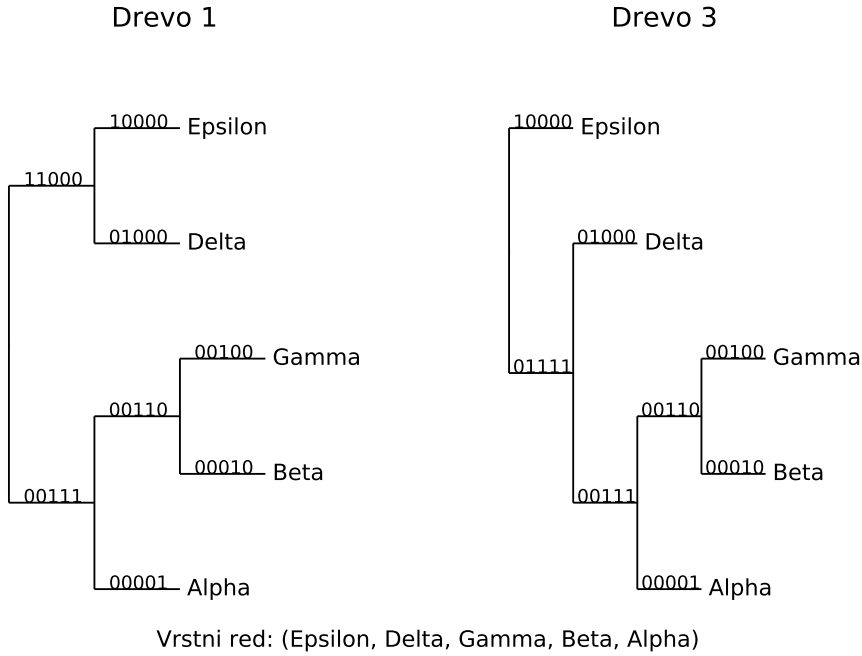 Drevo 1
10000 Epsilon
11000
01000 Delta
00100 Gamma
00110
00010 Beta
00111
00001 Alpha
Drevo 3
10000 Epsilon
01000 Delta
00100 Gamma
01111
00110
00010 Beta
00111
00001 Alpha
Vrstni red: (Epsilon, Delta, Gamma, Beta, Alpha)